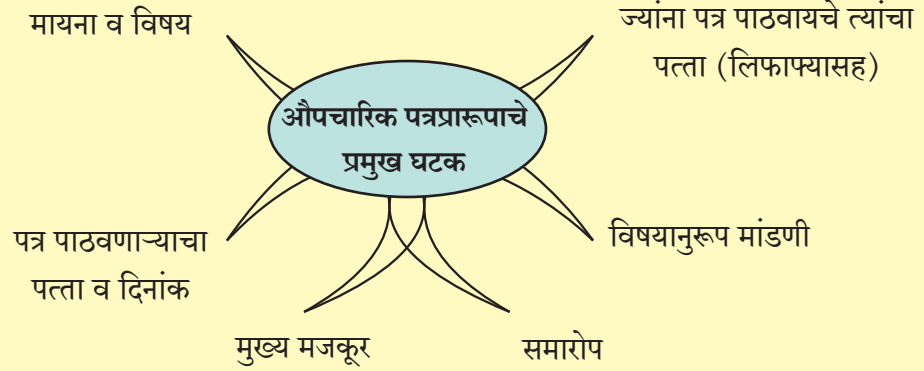 मायना व विषय
ज्यांना पत्र पाठवायचे त्यांचा
पत्ता (लिफाफ्यासह)
औपचारिक पत्रप्रारूपाचे
प्रमुख घटक
पत्र पाठवणाऱ्याचा
पत्ता व दिनांक
विषयानुरूप मांडणी
मुख्य मजकूर
समारोप